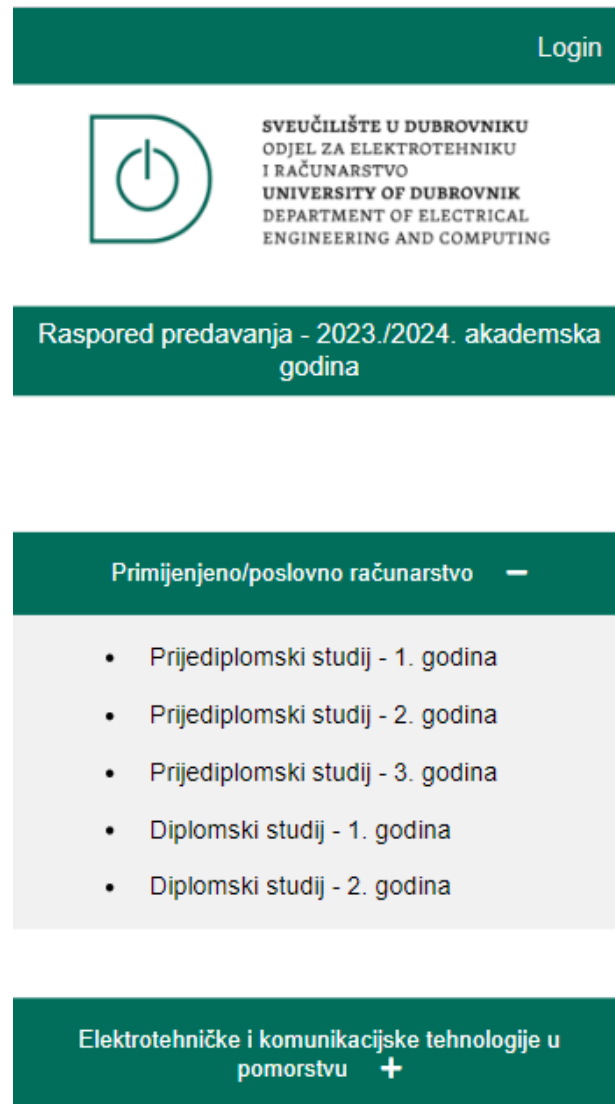 Login
SVEUČILIŠTE U DUBROVNIKU
ODJEL ZA ELEKTROTEHNIKU
I RAČUNARSTVO
UNIVERSITY OF DUBROVNIK
DEPARTMENT OF ELECTRICAL
ENGINEERING AND COMPUTING
Raspored predavanja - 2023./2024. akademska
godina
Primijenjeno/poslovno računarstvo −
• Prijediplomski studij - 1. godina
• Prijediplomski studij - 2. godina
• Prijediplomski studij - 3. godina
• Diplomski studij - 1. godina
• Diplomski studij - 2. godina
Elektrotehničke i komunikacijske tehnologije u
pomorstvu +